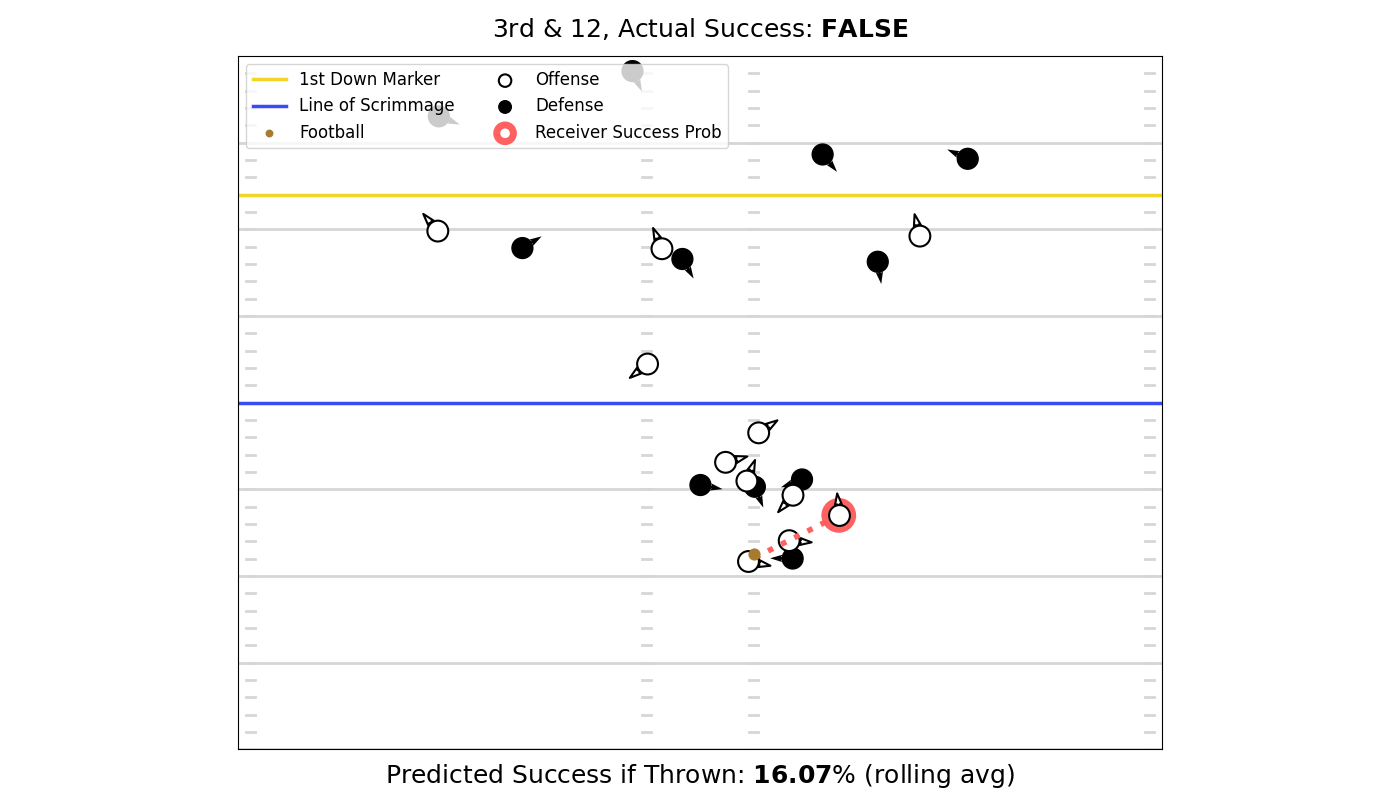 3rd & 12, Actual Success: FALSE
1st Down Marker
Line of Scrimmage
Football
Offense
Defense
Receiver Success Prob
Predicted Success if Thrown: 16.07% (rolling avg)